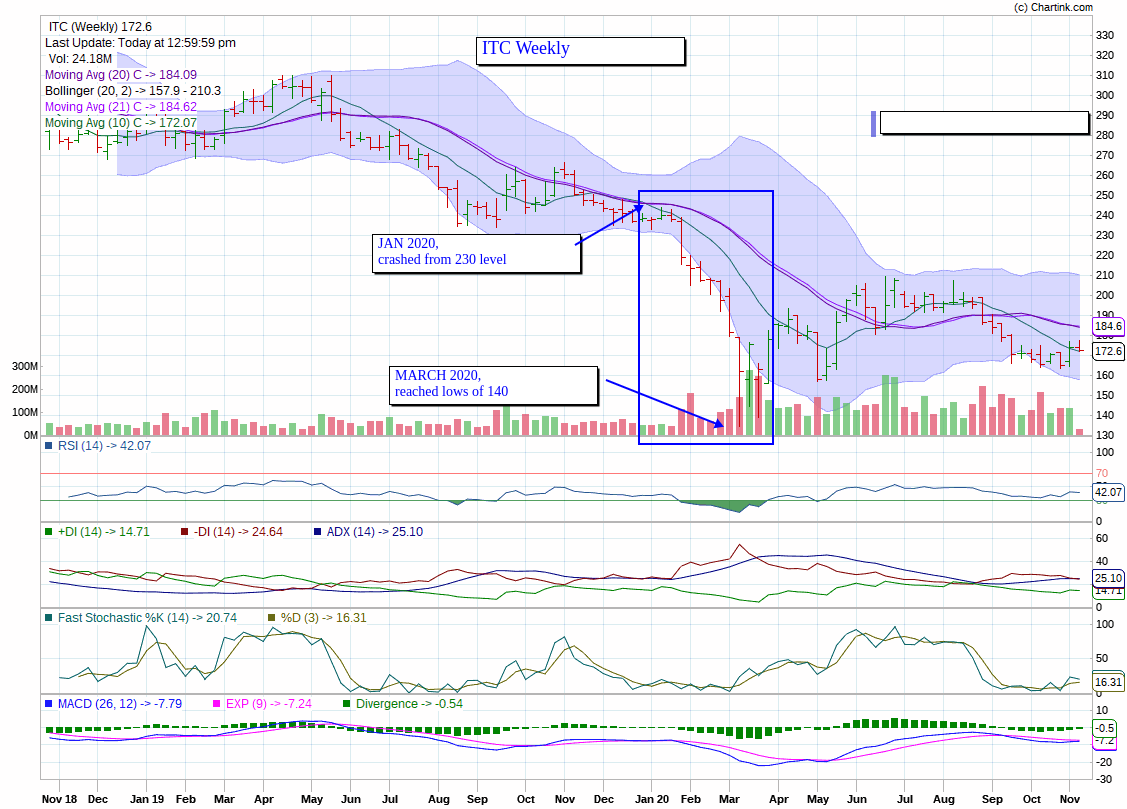 (c) Chartink.com
ITC (Weekly) 172.6
Last Update: Today at 12:59:59 pm
Vol: 24.18M
Moving Avg (20) C -> 184.09
Bollinger (20, 2) -> 157.9 - 210.3
Moving Avg (21) C -> 184.62
Moving Avg (10) C -> 172.07
ITC Weekly
330
320
310
300
290
280
270
260
250
240
230
220
210
200
190
184.6
172.6
160
150
140
130
JAN 2020,
crashed from 230 level
MARCH 2020,
reached lows of 140
300M
200M
100M
0M
RSI (14) -> 42.07
100
70
42.07
0
+DI (14) -> 14.71
-DI (14) -> 24.64
ADX (14) -> 25.10
60
40
25.10
14.71
0
Fast Stochastic %K (14) -> 20.74
%D (3) -> 16.31
100
50
16.31
0
MACD (26, 12) -> -7.79
EXP (9) -> -7.24
Divergence -> -0.54
10
-0.5
-7.2
-20
-30
Nov 18 Dec Jan 19 Feb Mar Apr May Jun Jul Aug Sep Oct Nov Dec Jan 20 Feb Mar Apr May Jun Jul Aug Sep Oct Nov